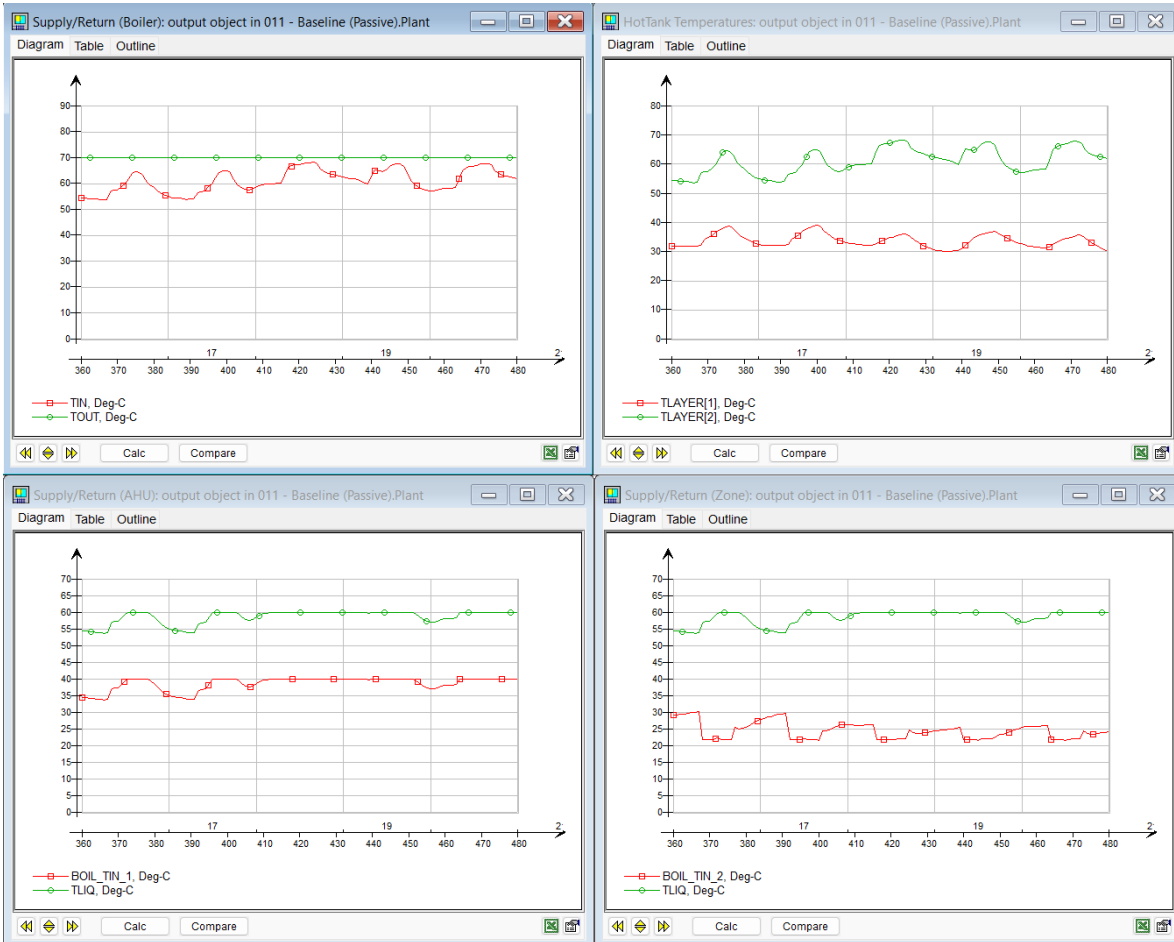 Supply/Return (Boiler): output object in 011 - Baseline (Passive).Plant
Diagram Table Outline
90
80
70
60
50
40
30
20
10
0
17 19 2
360 370 380 390 400 410 420 430 440 450 460 470 480
TIN, Deg-C
TOUT, Deg-C
Calc Compare
HotTank Temperatures: output object in 011 - Baseline (Passive).Plant
Diagram Table Outline
80
70
60
50
40
30
20
10
0
17 19 2
360 370 380 390 400 410 420 430 440 450 460 470 480
TLAYER[1], Deg-C
TLAYER[2], Deg-C
Calc Compare
Supply/Return (AHU): output object in 011 - Baseline (Passive).Plant
Diagram Table Outline
70
65
60
55
50
45
40
35
30
25
20
15
10
5
0
17 19 2
360 370 380 390 400 410 420 430 440 450 460 470 480
BOIL_TIN_1, Deg-C
TLIQ, Deg-C
Calc Compare
Supply/Return (Zone): output object in 011 - Baseline (Passive).Plant
Diagram Table Outline
70
65
60
55
50
45
40
35
30
25
20
15
10
5
0
17 19 2
360 370 380 390 400 410 420 430 440 450 460 470 480
BOIL_TIN_2, Deg-C
TLIQ, Deg-C
Calc Compare